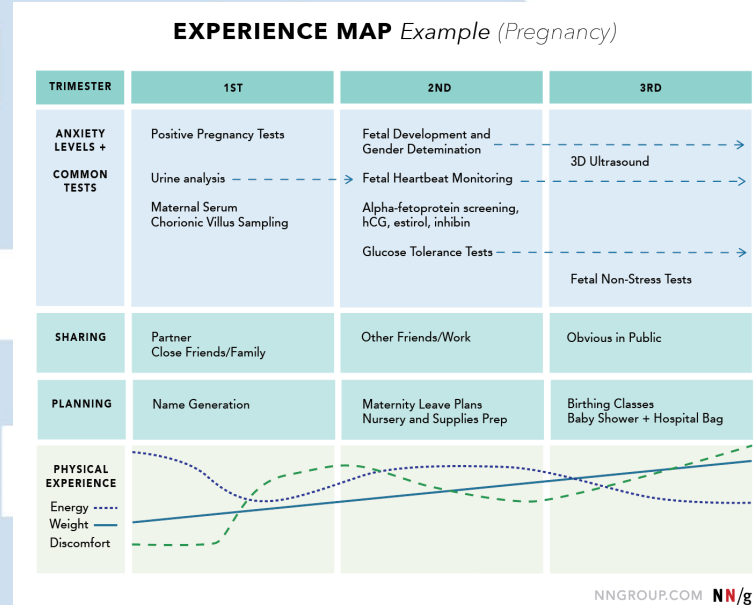 EXPERIENCE MAP Example (Pregnancy)
TRIMESTER
1ST
2ND
3RD
ANXIETY
LEVELS +
COMMON
TESTS
Positive Pregnancy Tests
Urine analysis
Maternal Serum
Chorionic Villus Sampling
Fetal Development and
Gender Detemination
Fetal Heartbeat Monitoring
Alpha-fetoprotein screening,
hCG, estirol, inhibin
Glucose Tolerance Tests
3D Ultrasound
Fetal Non-Stress Tests
SHARING
Partner
Close Friends/Family
Other Friends/Work
Obvious in Public
PLANNING
Name Generation
Maternity Leave Plans
Nursery and Supplies Prep
Birthing Classes
Baby Shower + Hospital Bag
PHYSICAL
EXPERIENCE
Energy
Weight
Discomfort
NNGROUP.COM NN/g